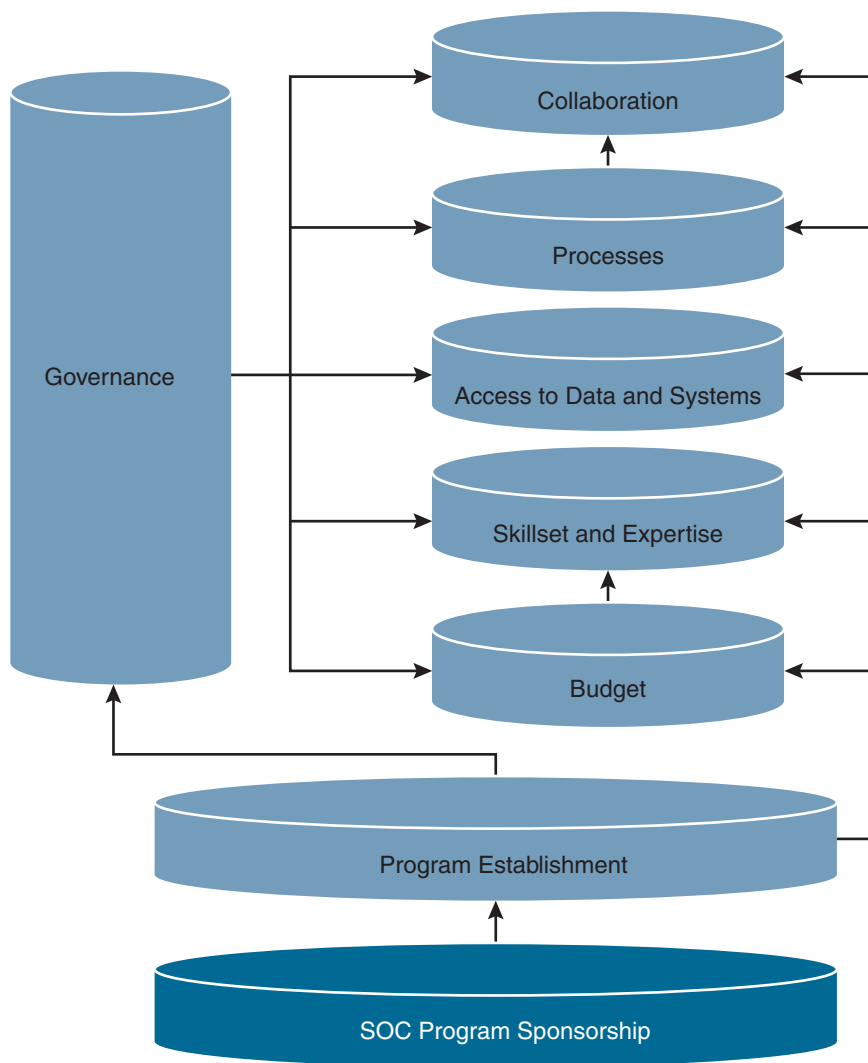 Collaboration
Processes
Governance
Access to Data and Systems
Skillset and Expertise
Budget
Program Establishment
SOC Program Sponsorship